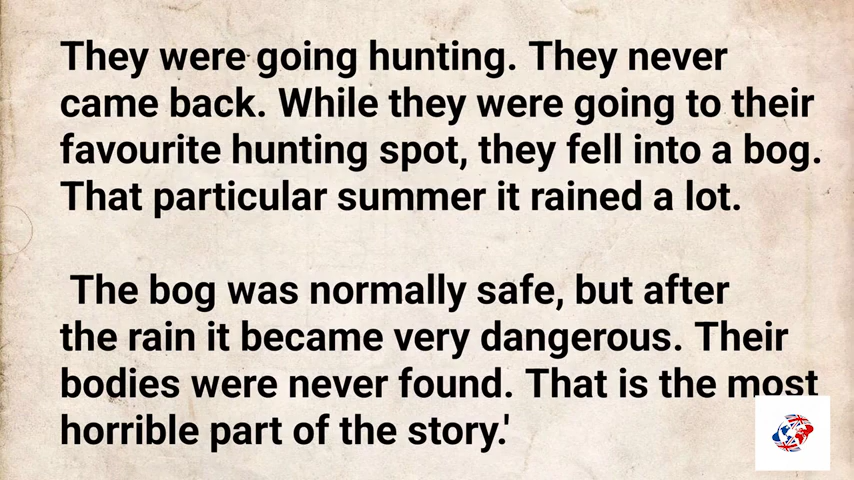 They were going hunting. They never
came back. While they were going to their
favourite hunting spot, they fell into a bog.
That particular summer it rained a lot.
The bog was normally safe, but after
the rain it became very dangerous. Their
bodies were never found. That is the most
horrible part of the story.'